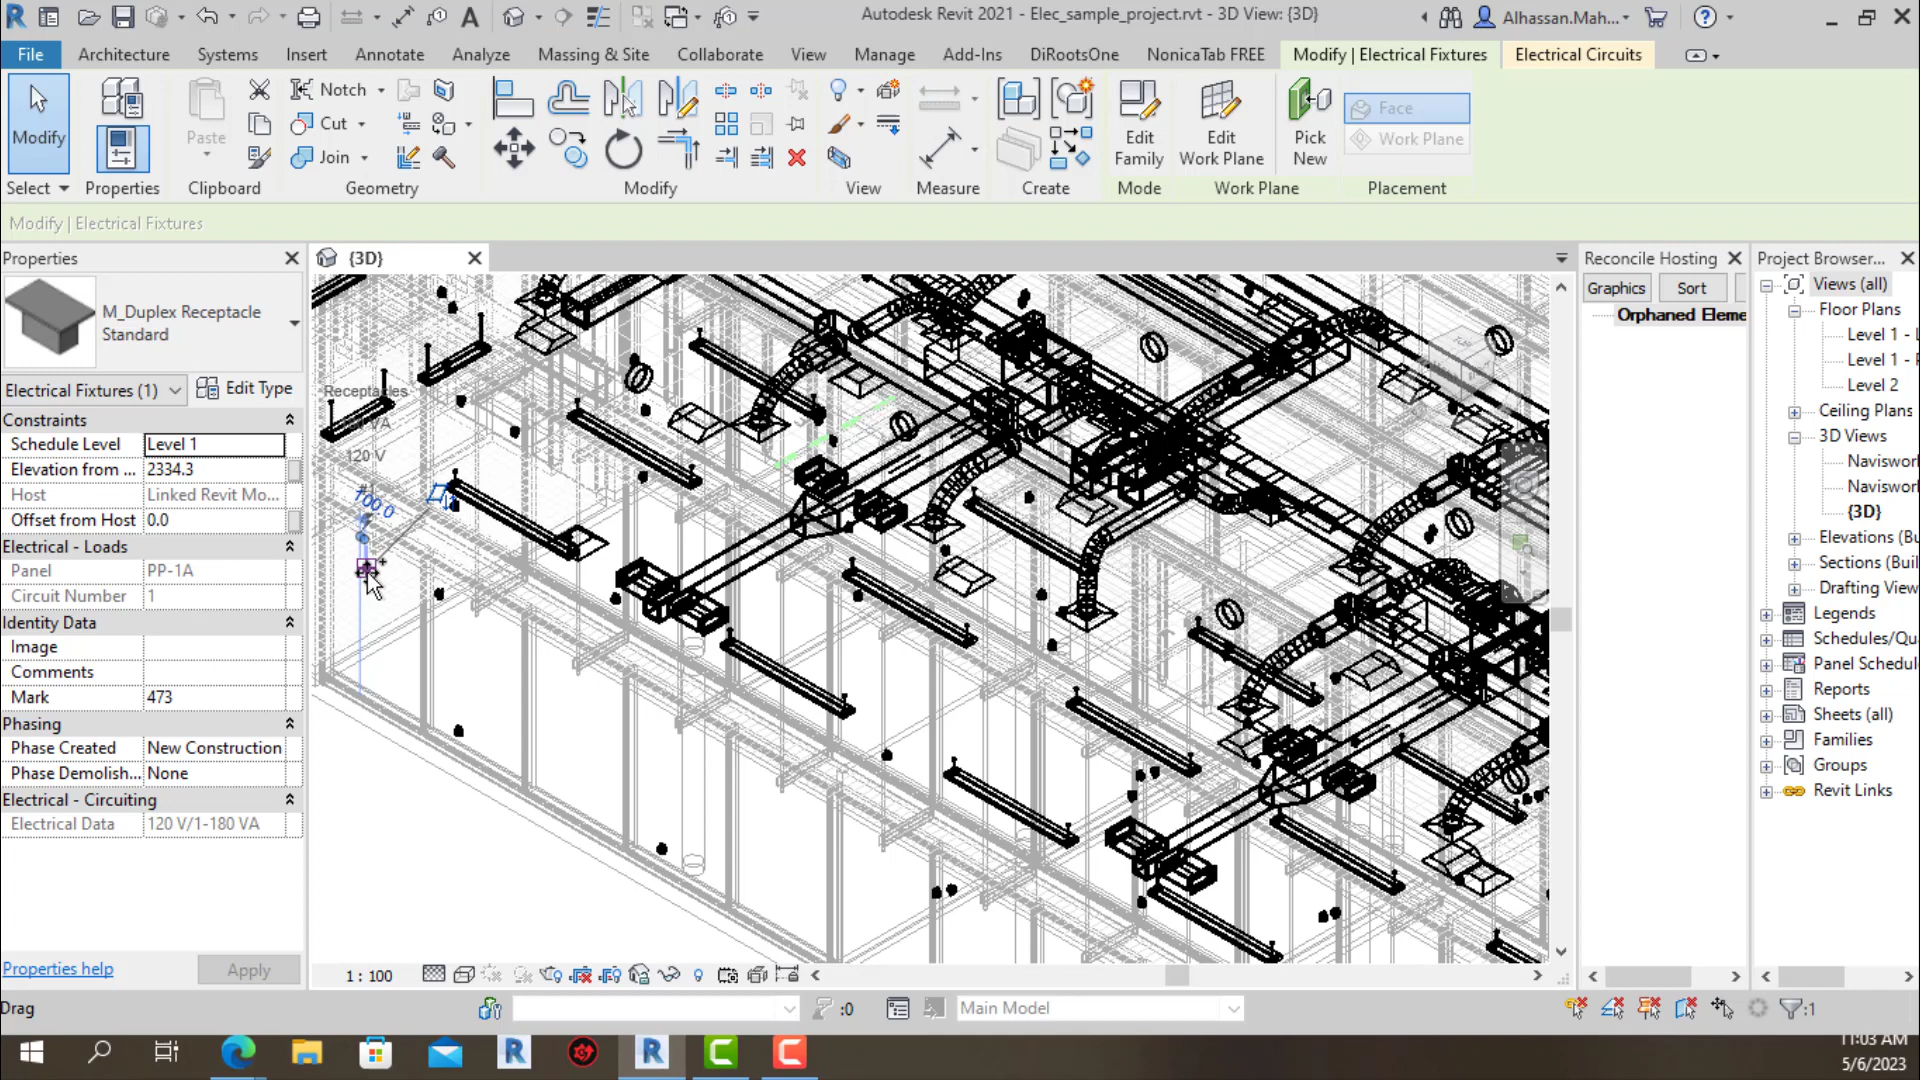 Autodesk Revit 2021 - Elec_sample_project.rvt - 3D View: {3D}
Alhassan.Mah...
File
Architecture
Systems
Insert
Annotate
Analyze
Massing & Site
Collaborate
View
Manage
Add-Ins
DiRootsOne
NonicaTab FREE
Modify | Electrical Fixtures
Electrical Circuits
Modify
Paste
Notch
Cut
Join
Edit
Family
Edit
Work Plane
Pick
New
Face
Work Plane
Select
Properties
Clipboard
Geometry
Modify
View
Measure
Create
Mode
Work Plane
Placement
Modify | Electrical Fixtures
Properties
M_Duplex Receptacle
Standard
Electrical Fixtures (1)
Edit Type
Constraints
Schedule Level Level 1
Elevation from ... 2334.3
Host Linked Revit Mo...
Offset from Host 0.0
Electrical - Loads
Panel PP-1A
Circuit Number 1
Identity Data
Image
Comments
Mark 473
Phasing
Phase Created New Construction
Phase Demolish... None
Electrical - Circuiting
Electrical Data 120 V/1-180 VA
Properties help
Apply
{3D}
Receptacles
VA
120 V
100.0
1 : 100
Reconcile Hosting
Graphics
Sort
Orphaned Eleme
Project Browser...
Views (all)
Floor Plans
Level 1 - L
Level 1 - P
Level 2
Ceiling Plans
3D Views
Naviswork
Naviswork
{3D}
Elevations (Bu
Sections (Buil
Drafting View
Legends
Schedules/Qu
Panel Schedul
Reports
Sheets (all)
Families
Groups
Revit Links
Drag
:0
Main Model
:1
11:03 AM
5/6/2023